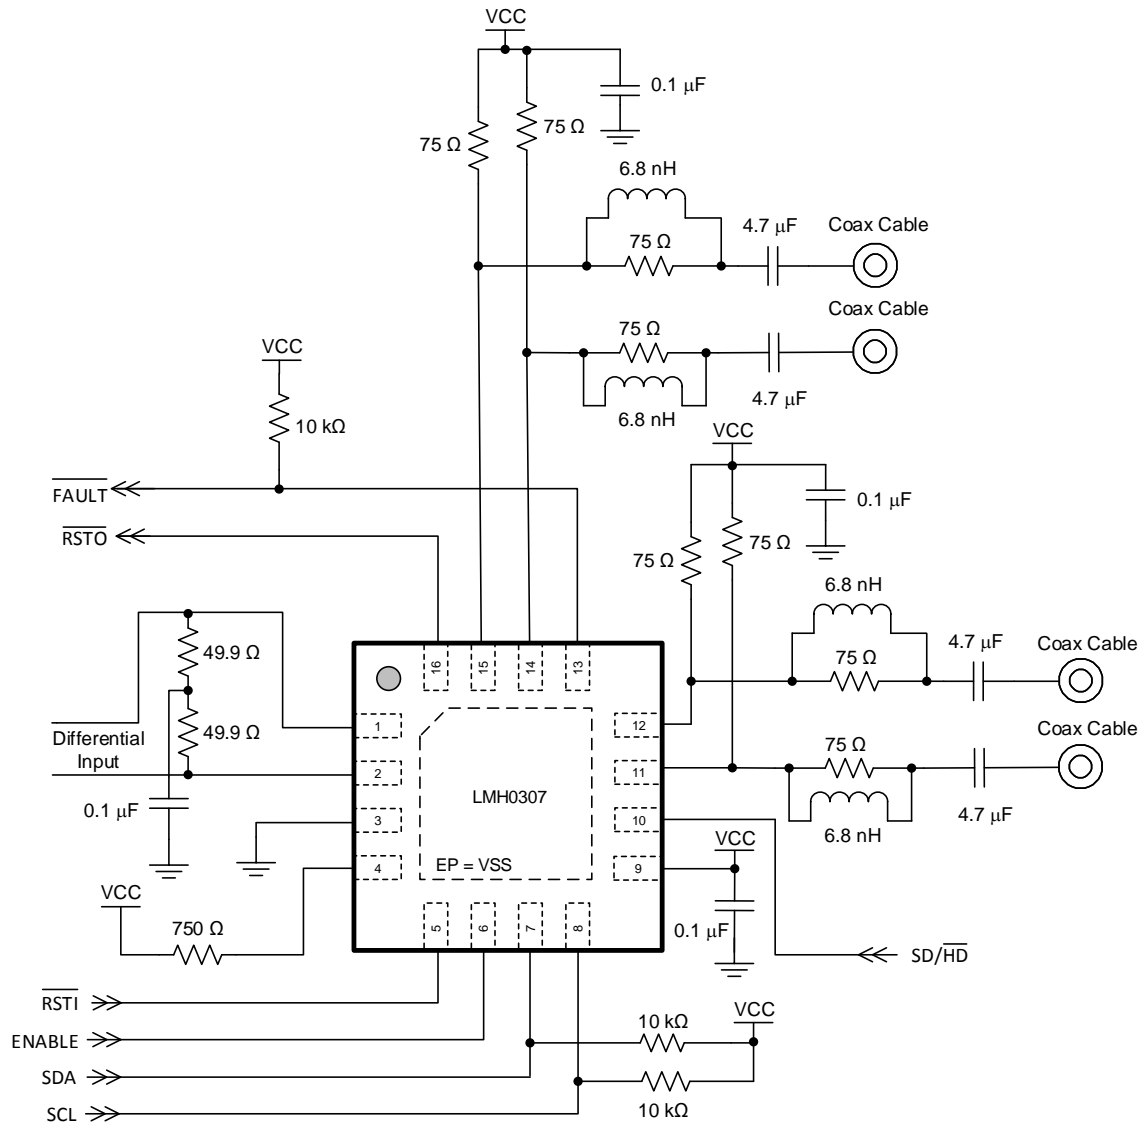 VCC
0.1 µF
75 Ω
75 Ω
6.8 nH
4.7 µF
Coax Cable
75 Ω
Coax Cable
75 Ω
VCC
4.7 µF
10 kΩ
6.8 nH
VCC
FAULT
0.1 µF
RSTO
75 Ω
75 Ω
6.8 nH
4.7 µF
Coax Cable
49.9 Ω
16
15
14
13
75 Ω
1
12
49.9 Ω
Coax Cable
Differential
Input
75 Ω
2
11
LMH0307
0.1 µF
4.7 µF
3
10
6.8 nH
VCC
4
EP = VSS
9
VCC
750 Ω
5
6
7
8
0.1 µF
SD/HD
RSTI
10 kΩ
VCC
ENABLE
SDA
SCL
10 kΩ